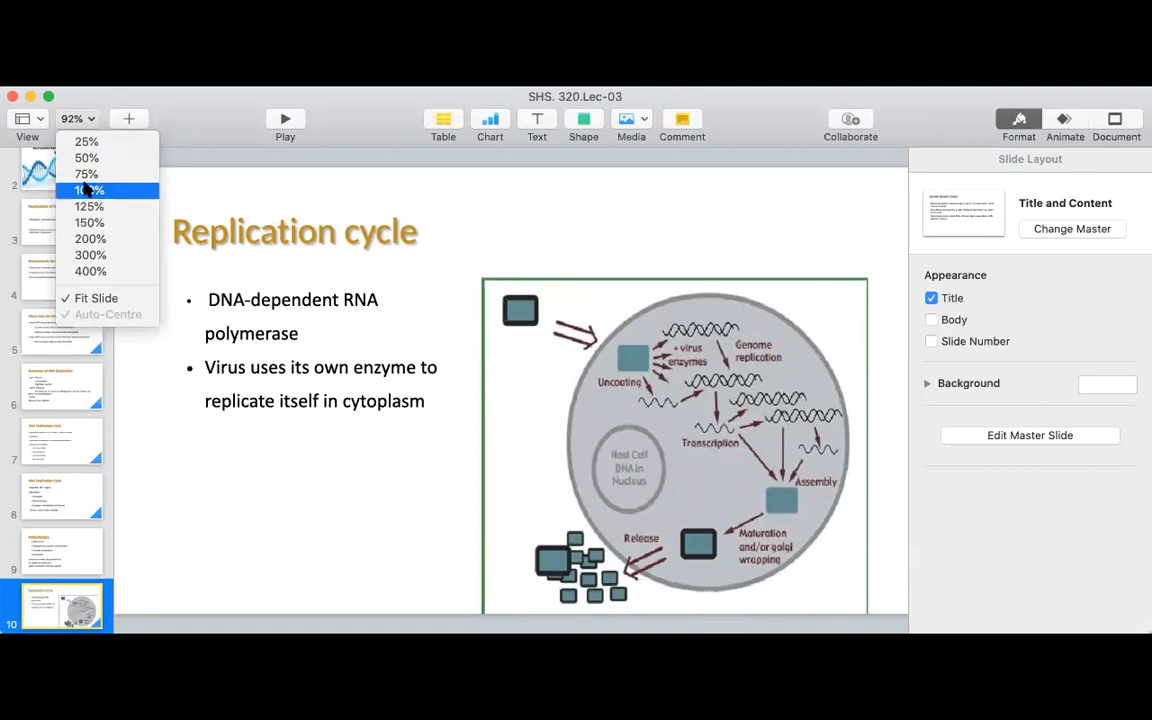 SHS. 320.Lec-03
92%
View
Play
Table
Chart
Text
Shape
Media
Comment
Collaborate
Format
Animate
Document
25%
50%
75%
100%
125%
150%
200%
300%
400%
✓ Fit Slide
✓ Auto-Centre
2
3
4
5
6
7
8
9
10
Replication cycle
• DNA-dependent RNA
polymerase
• Virus uses its own enzyme to
replicate itself in cytoplasm
+ virus
enzymes
Genome
replication
Uncoating
Transcription
Host Cell
DNA in
Nucleus
Assembly
Release
Maturation
and/or golgi
wrapping
Slide Layout
Title and Content
Change Master
Appearance
Title
Body
Slide Number
Background
Edit Master Slide